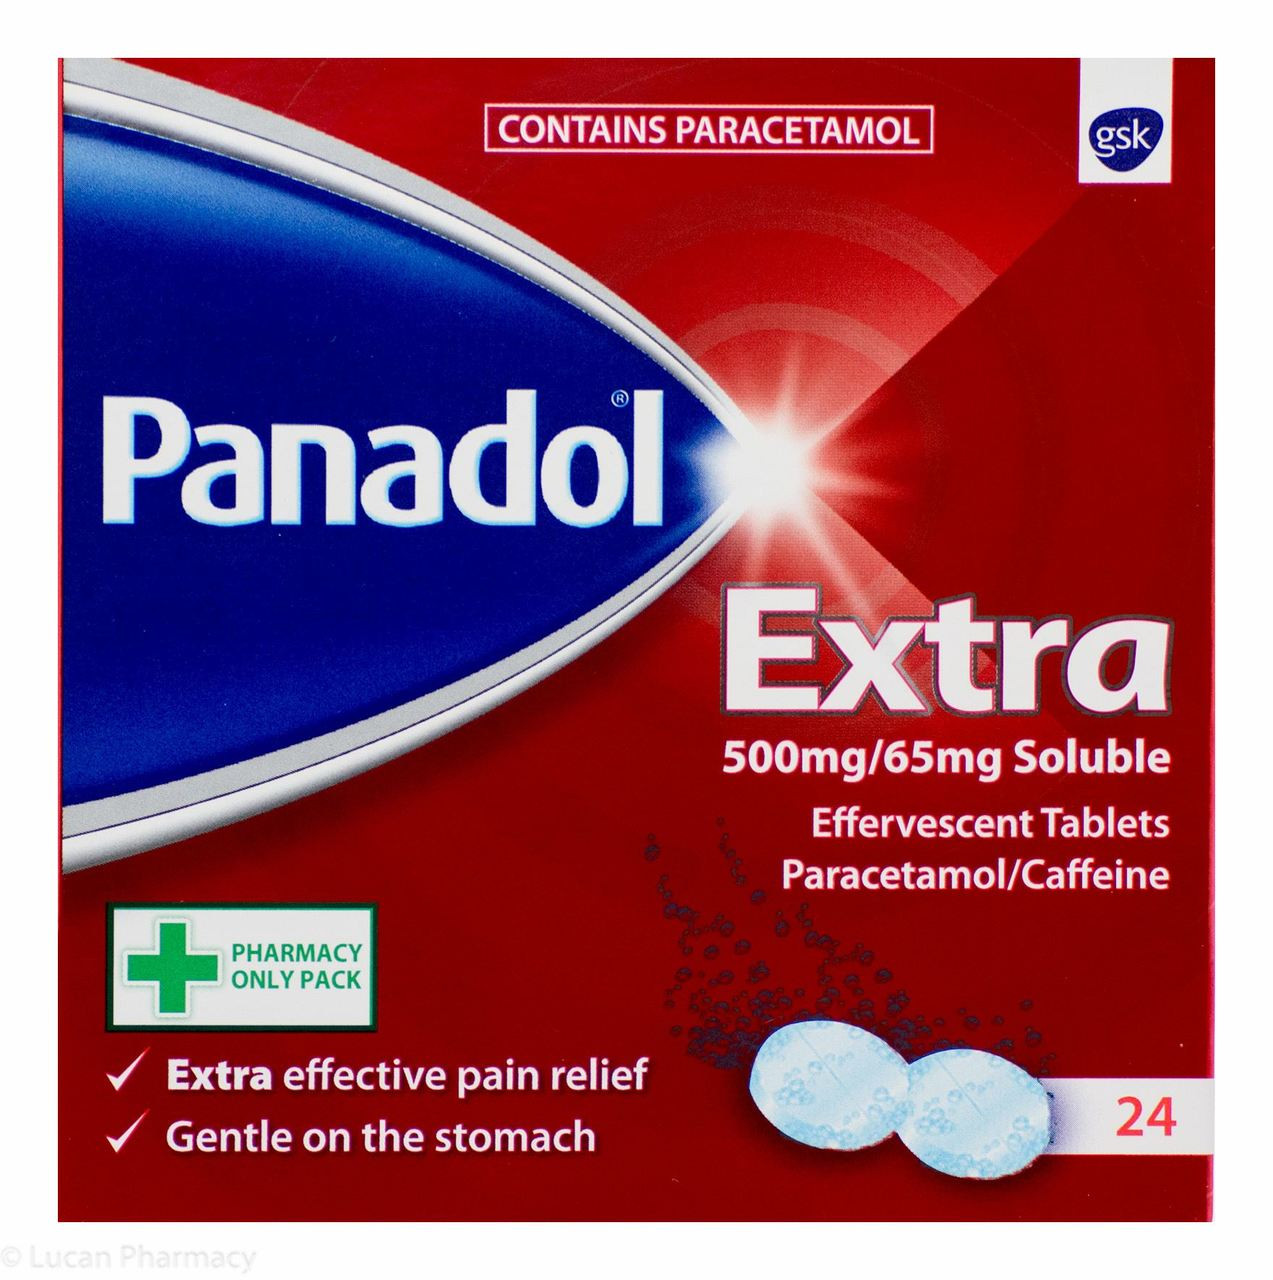 CONTAINS PARACETAMOL
gsk
Panadol®
Extra
500mg/65mg Soluble
Effervescent Tablets
Paracetamol/Caffeine
PHARMACY
ONLY PACK
Extra effective pain relief
Gentle on the stomach
24
© Lucan Pharmacy